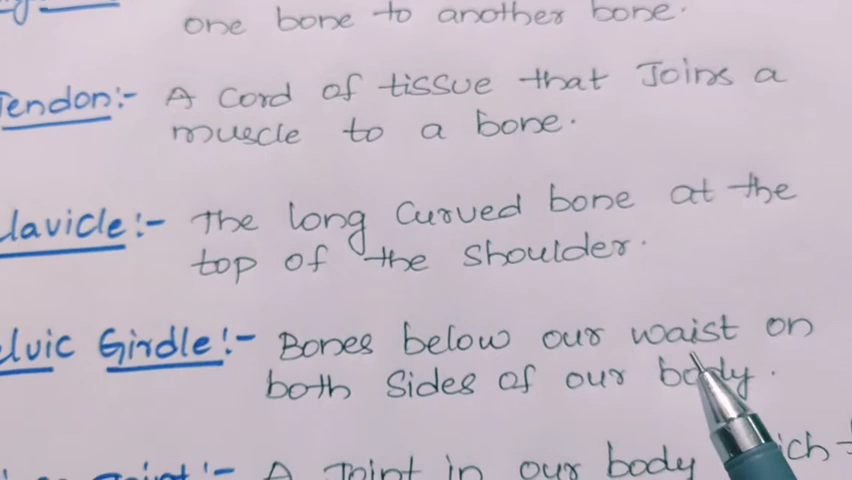 one bone to another bone.
Tendon:- A cord of tissue that Joins a
muscle to a bone.
lavicle:- The long curved bone at the
top of the shoulder.
elvic Girdle:- Bones below our waist on
both sides of our body.
Joint:- A Joint in our body